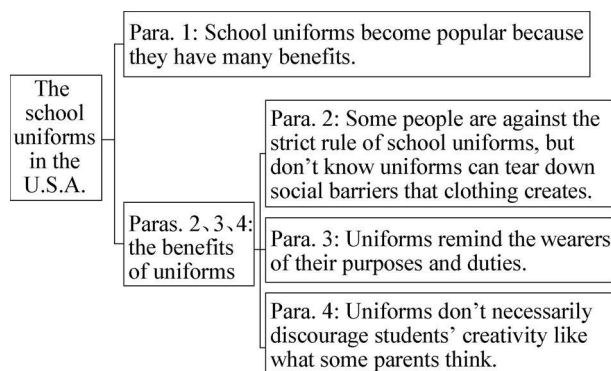 The
school
uniforms
in the
U.S.A.
Para. 1: School uniforms become popular because
they have many benefits.
Paras. 2、3、4:
the benefits
of uniforms
Para. 2: Some people are against the
strict rule of school uniforms, but
don't know uniforms can tear down
social barriers that clothing creates.
Para. 3: Uniforms remind the wearers
of their purposes and duties.
Para. 4: Uniforms don't necessarily
discourage students' creativity like
what some parents think.